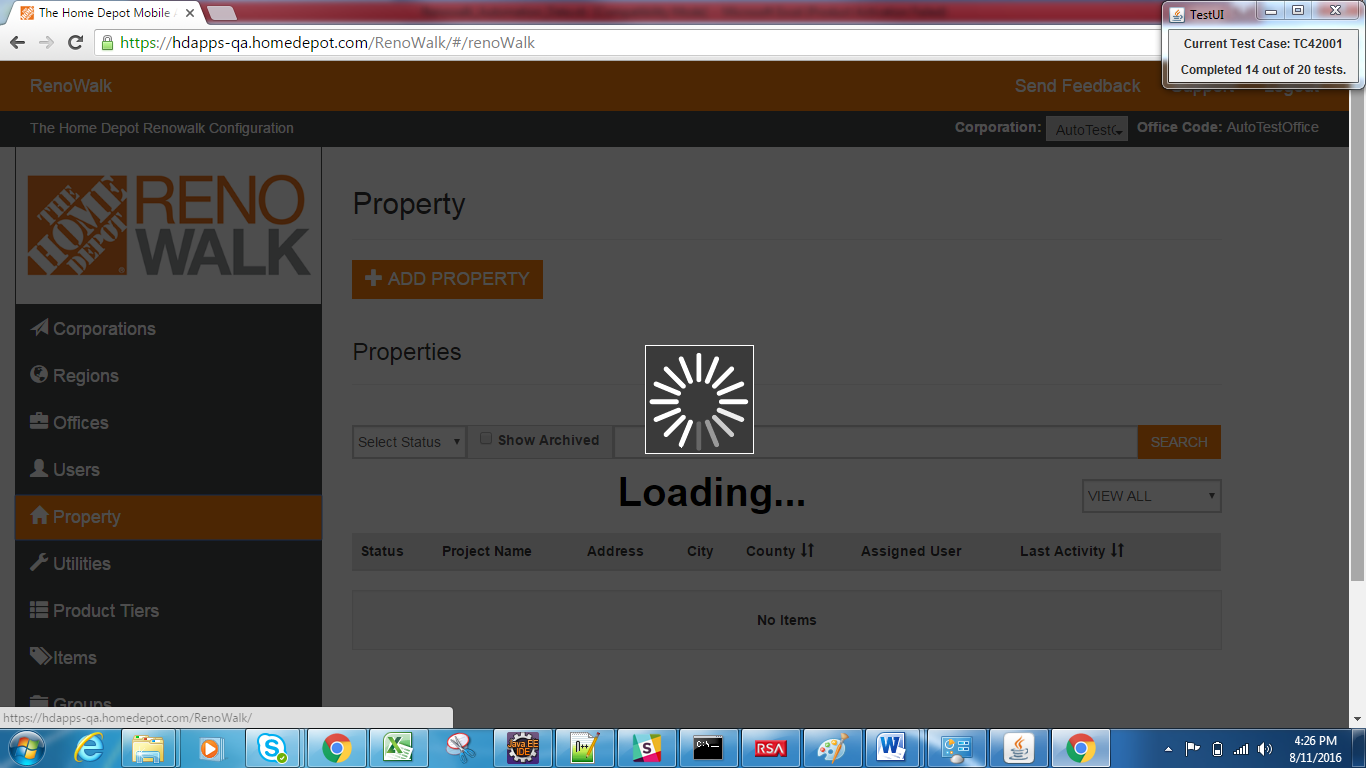 The Home Depot Mobile
TestUI
https://hdapps-qa.homedepot.com/RenoWalk/#/renoWalk
Current Test Case: TC42001
Completed 14 out of 20 tests.
RenoWalk
Send Feedback
Support
Logout
The Home Depot Renowalk Configuration
Corporation:
Office Code: AutoTestOffice
THE HOME DEPOT
RENO
WALK
Property
ADD PROPERTY
Corporations
Regions
Offices
Users
Property
Utilities
Product Tiers
Items
Groups
Properties
Select Status
Show Archived
SEARCH
Loading...
VIEW ALL
Status Project Name Address City County Assigned User Last Activity
No Items
https://hdapps-qa.homedepot.com/RenoWalk/
Java EE
IDE
C:\_
RSA
4:26 PM
8/11/2016